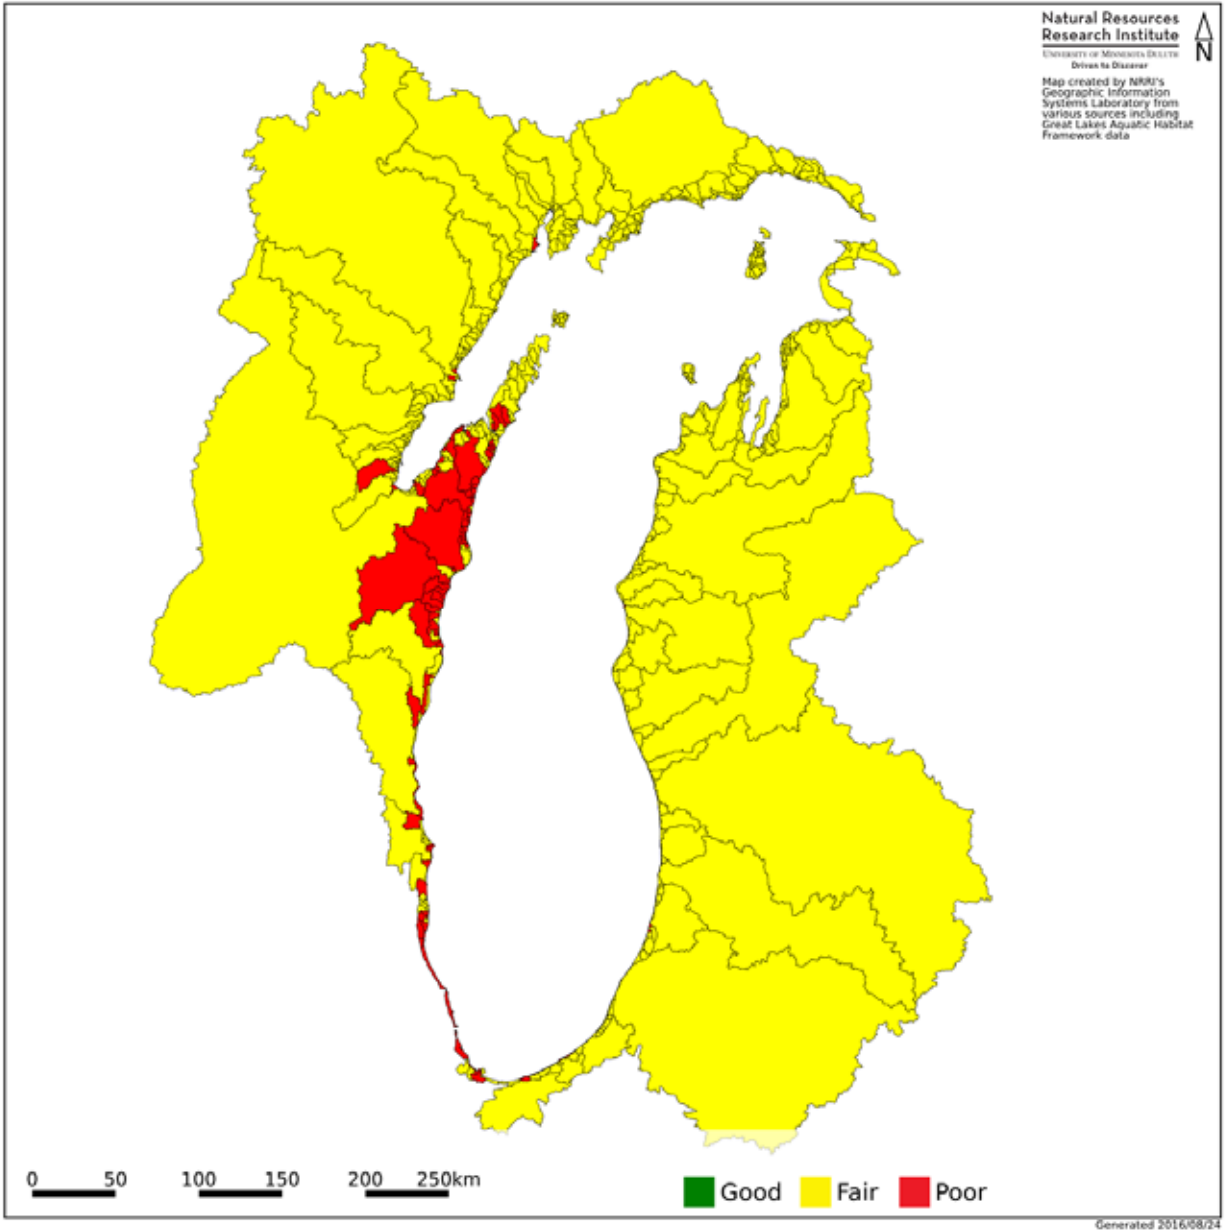 Natural Resources
Research Institute
UNIVERSITY OF MINNESOTA DULUTH
Driven to Discover
N
Map created by NRRI's
Geographic Information
Systems Laboratory from
various sources including
Great Lakes Aquatic Habitat
Framework data
0 50 100 150 200 250km
Good Fair Poor
Generated 2016/08/24